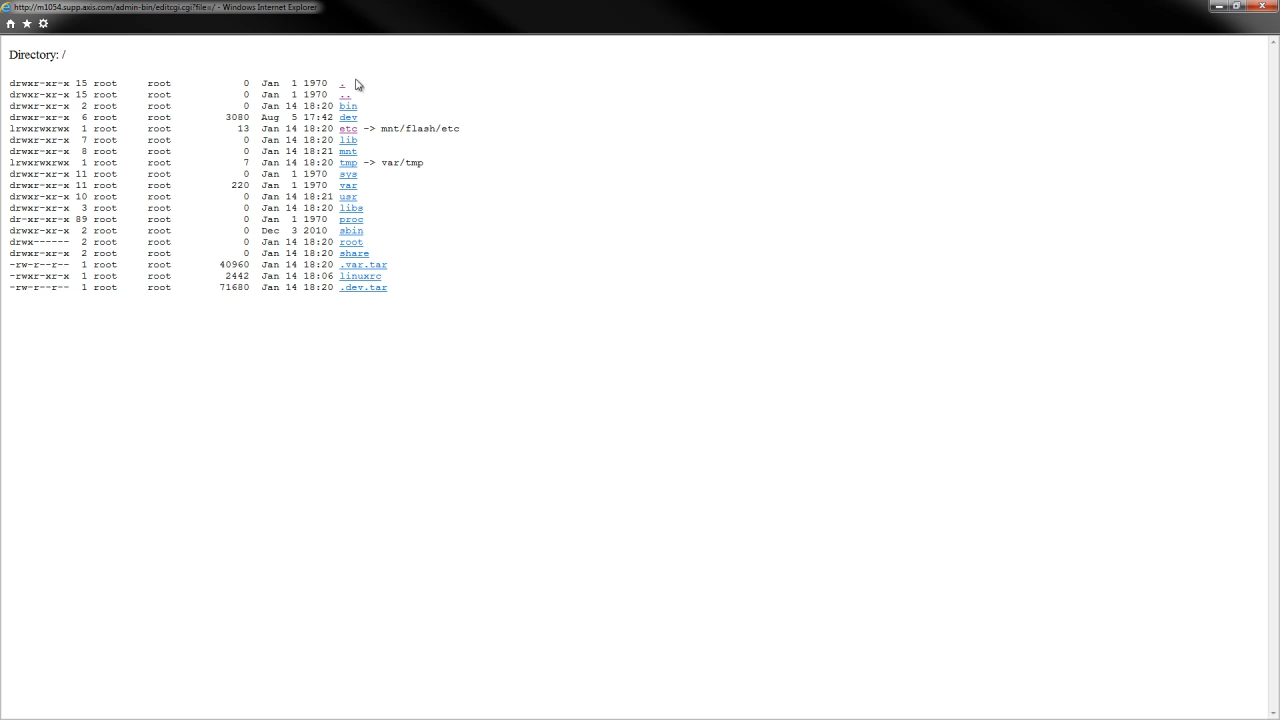 http://m1054.supp.axis.com/admin-bin/editcgi.cgi?file=/ - Windows Internet Explorer
Directory: /
drwxr-xr-x 15 root root 0 Jan 1 1970 .
drwxr-xr-x 15 root root 0 Jan 1 1970 ..
drwxr-xr-x 2 root root 0 Jan 14 18:20 bin
drwxr-xr-x 6 root root 3080 Aug 5 17:42 dev
lrwxrwxrwx 1 root root 13 Jan 14 18:20 etc -> mnt/flash/etc
drwxr-xr-x 7 root root 0 Jan 14 18:20 lib
drwxr-xr-x 8 root root 0 Jan 14 18:21 mnt
lrwxrwxrwx 1 root root 7 Jan 14 18:20 tmp -> var/tmp
drwxr-xr-x 11 root root 0 Jan 1 1970 sys
drwxr-xr-x 11 root root 220 Jan 1 1970 var
drwxr-xr-x 10 root root 0 Jan 14 18:21 usr
drwxr-xr-x 3 root root 0 Jan 14 18:20 libs
dr-xr-xr-x 89 root root 0 Jan 1 1970 proc
drwxr-xr-x 2 root root 0 Dec 3 2010 sbin
drwx------ 2 root root 0 Jan 14 18:20 root
drwxr-xr-x 2 root root 0 Jan 14 18:20 share
-rw-r--r-- 1 root root 40960 Jan 14 18:20 .var.tar
-rwxr-xr-x 1 root root 2442 Jan 14 18:06 linuxrc
-rw-r--r-- 1 root root 71680 Jan 14 18:20 .dev.tar